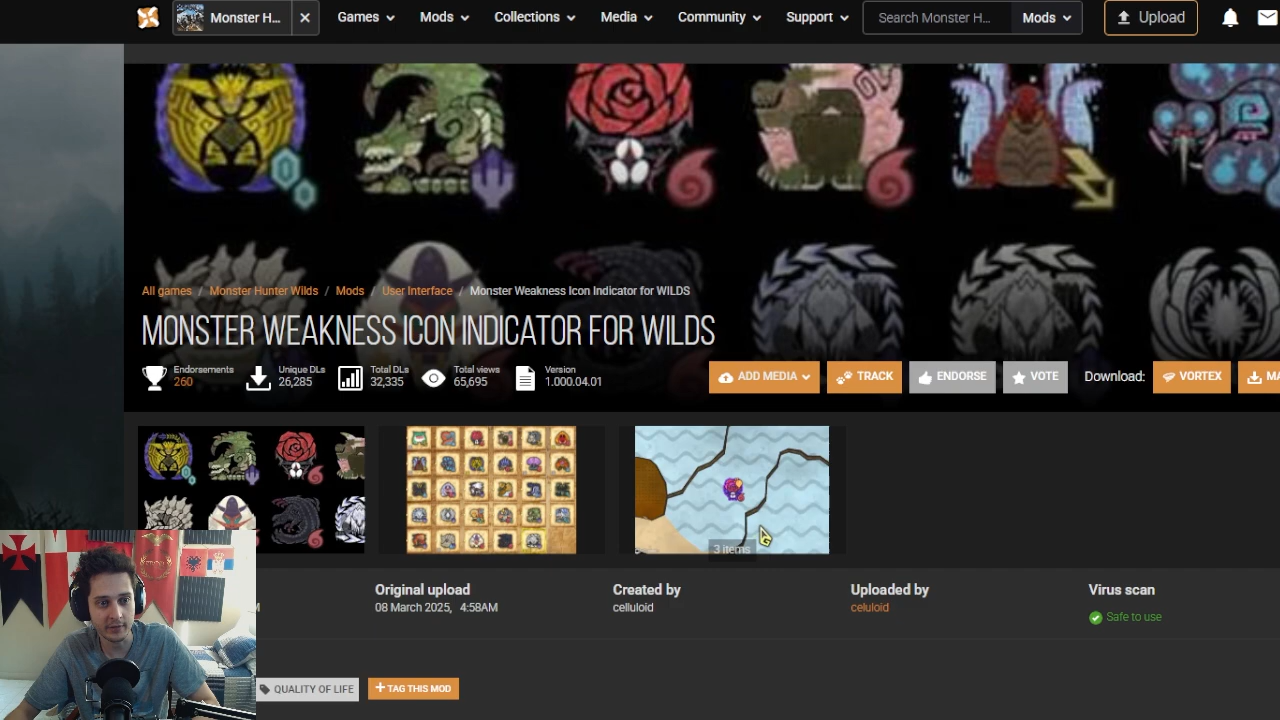 Monster H...
Games
Mods
Collections
Media
Community
Support
Search Monster H...
Mods
Upload
All games / Monster Hunter Wilds / Mods / User Interface / Monster Weakness Icon Indicator for WILDS
MONSTER WEAKNESS ICON INDICATOR FOR WILDS
Endorsements
260
Unique DLs
26,285
Total DLs
32,335
Total views
65,695
Version
1.000.04.01
ADD MEDIA
TRACK
ENDORSE
VOTE
Download:
VORTEX
MA
3 items
Original upload
08 March 2025, 4:58AM
Created by
celluloid
Uploaded by
celuloid
Virus scan
Safe to use
QUALITY OF LIFE
+ TAG THIS MOD